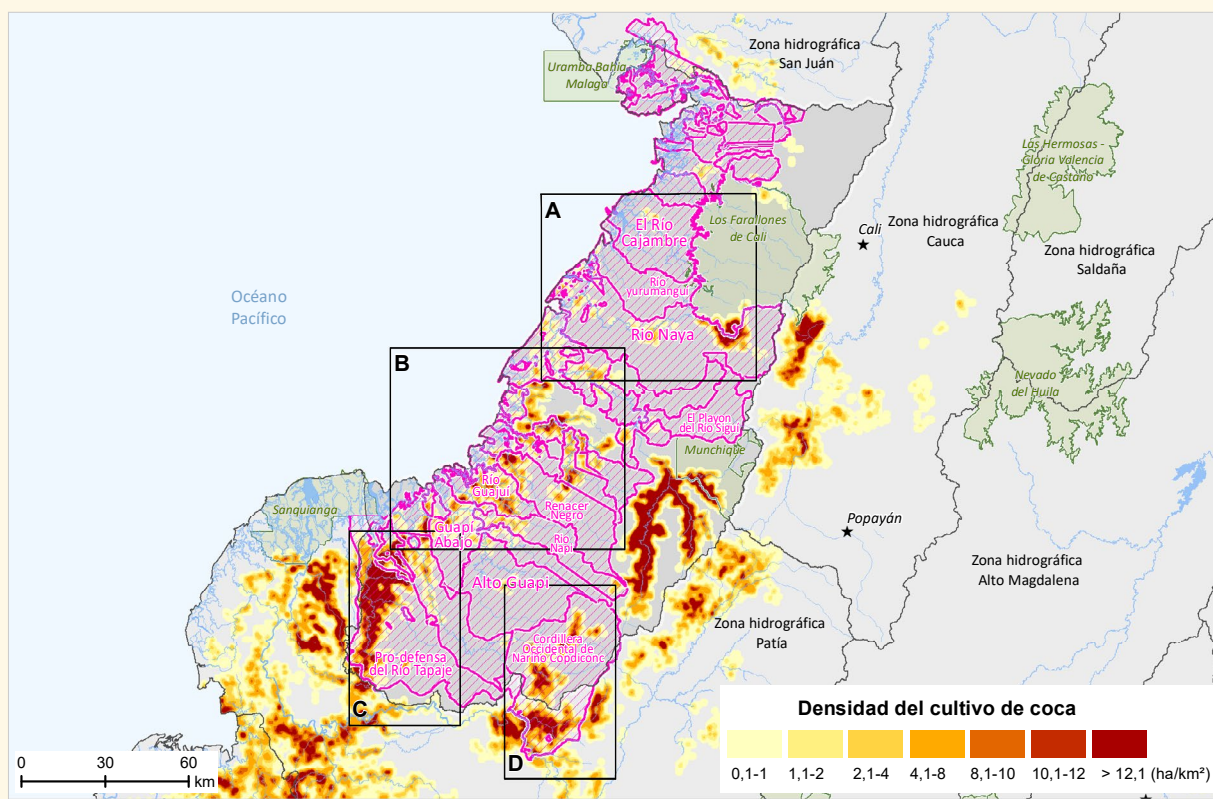 Zona hidrográfica
San Juán
Uramba Bahía
Malaga
Las Hermosas -
Gloria Valencia
de Castaño
A
El Río
Cajambre
Los Farallones
de Cali
Cali
Zona hidrográfica
Cauca
Zona hidrográfica
Saldaña
Océano
Pacífico
Río
yurumanguí
Rio Naya
B
Nevado
del Huila
El Playon
del Río Siguí
Munchique
Río
Guajuí
Sanquianga
Renacer
Negro
Popayán
Guapi
Abajo
Río
Napi
Zona hidrográfica
Alto Magdalena
Alto Guapi
Zona hidrográfica
Patía
Cordillera
Occidental de
Nariño Copdiconc
Pro-defensa
del Río Tapaje
C
D
Densidad del cultivo de coca
0,1-1 1,1-2 2,1-4 4,1-8 8,1-10 10,1-12 > 12,1 (ha/km²)
0 30 60
km